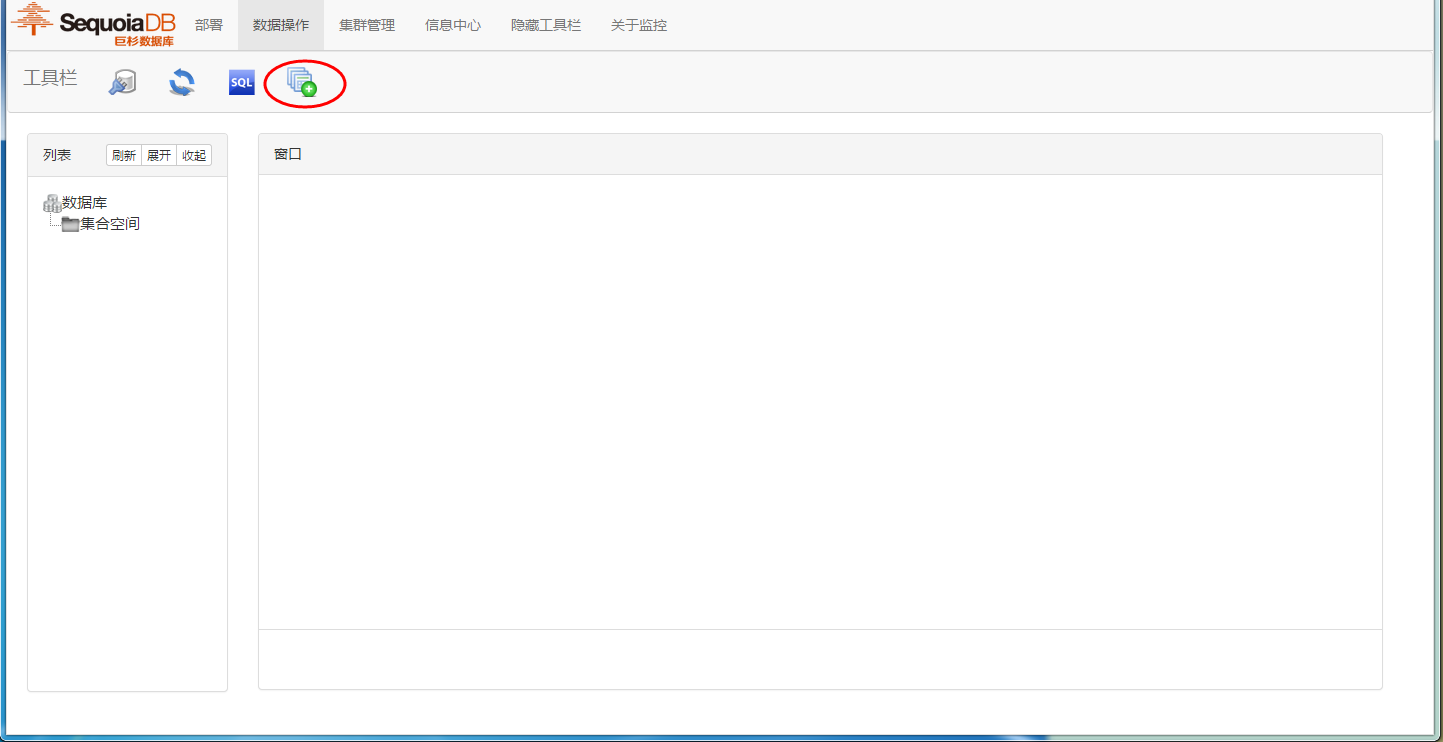 SequoiaDB
巨杉数据库
部署 数据操作 集群管理 信息中心 隐藏工具栏 关于监控
工具栏 SQL
列表 刷新 展开 收起
窗口
数据库
集合空间